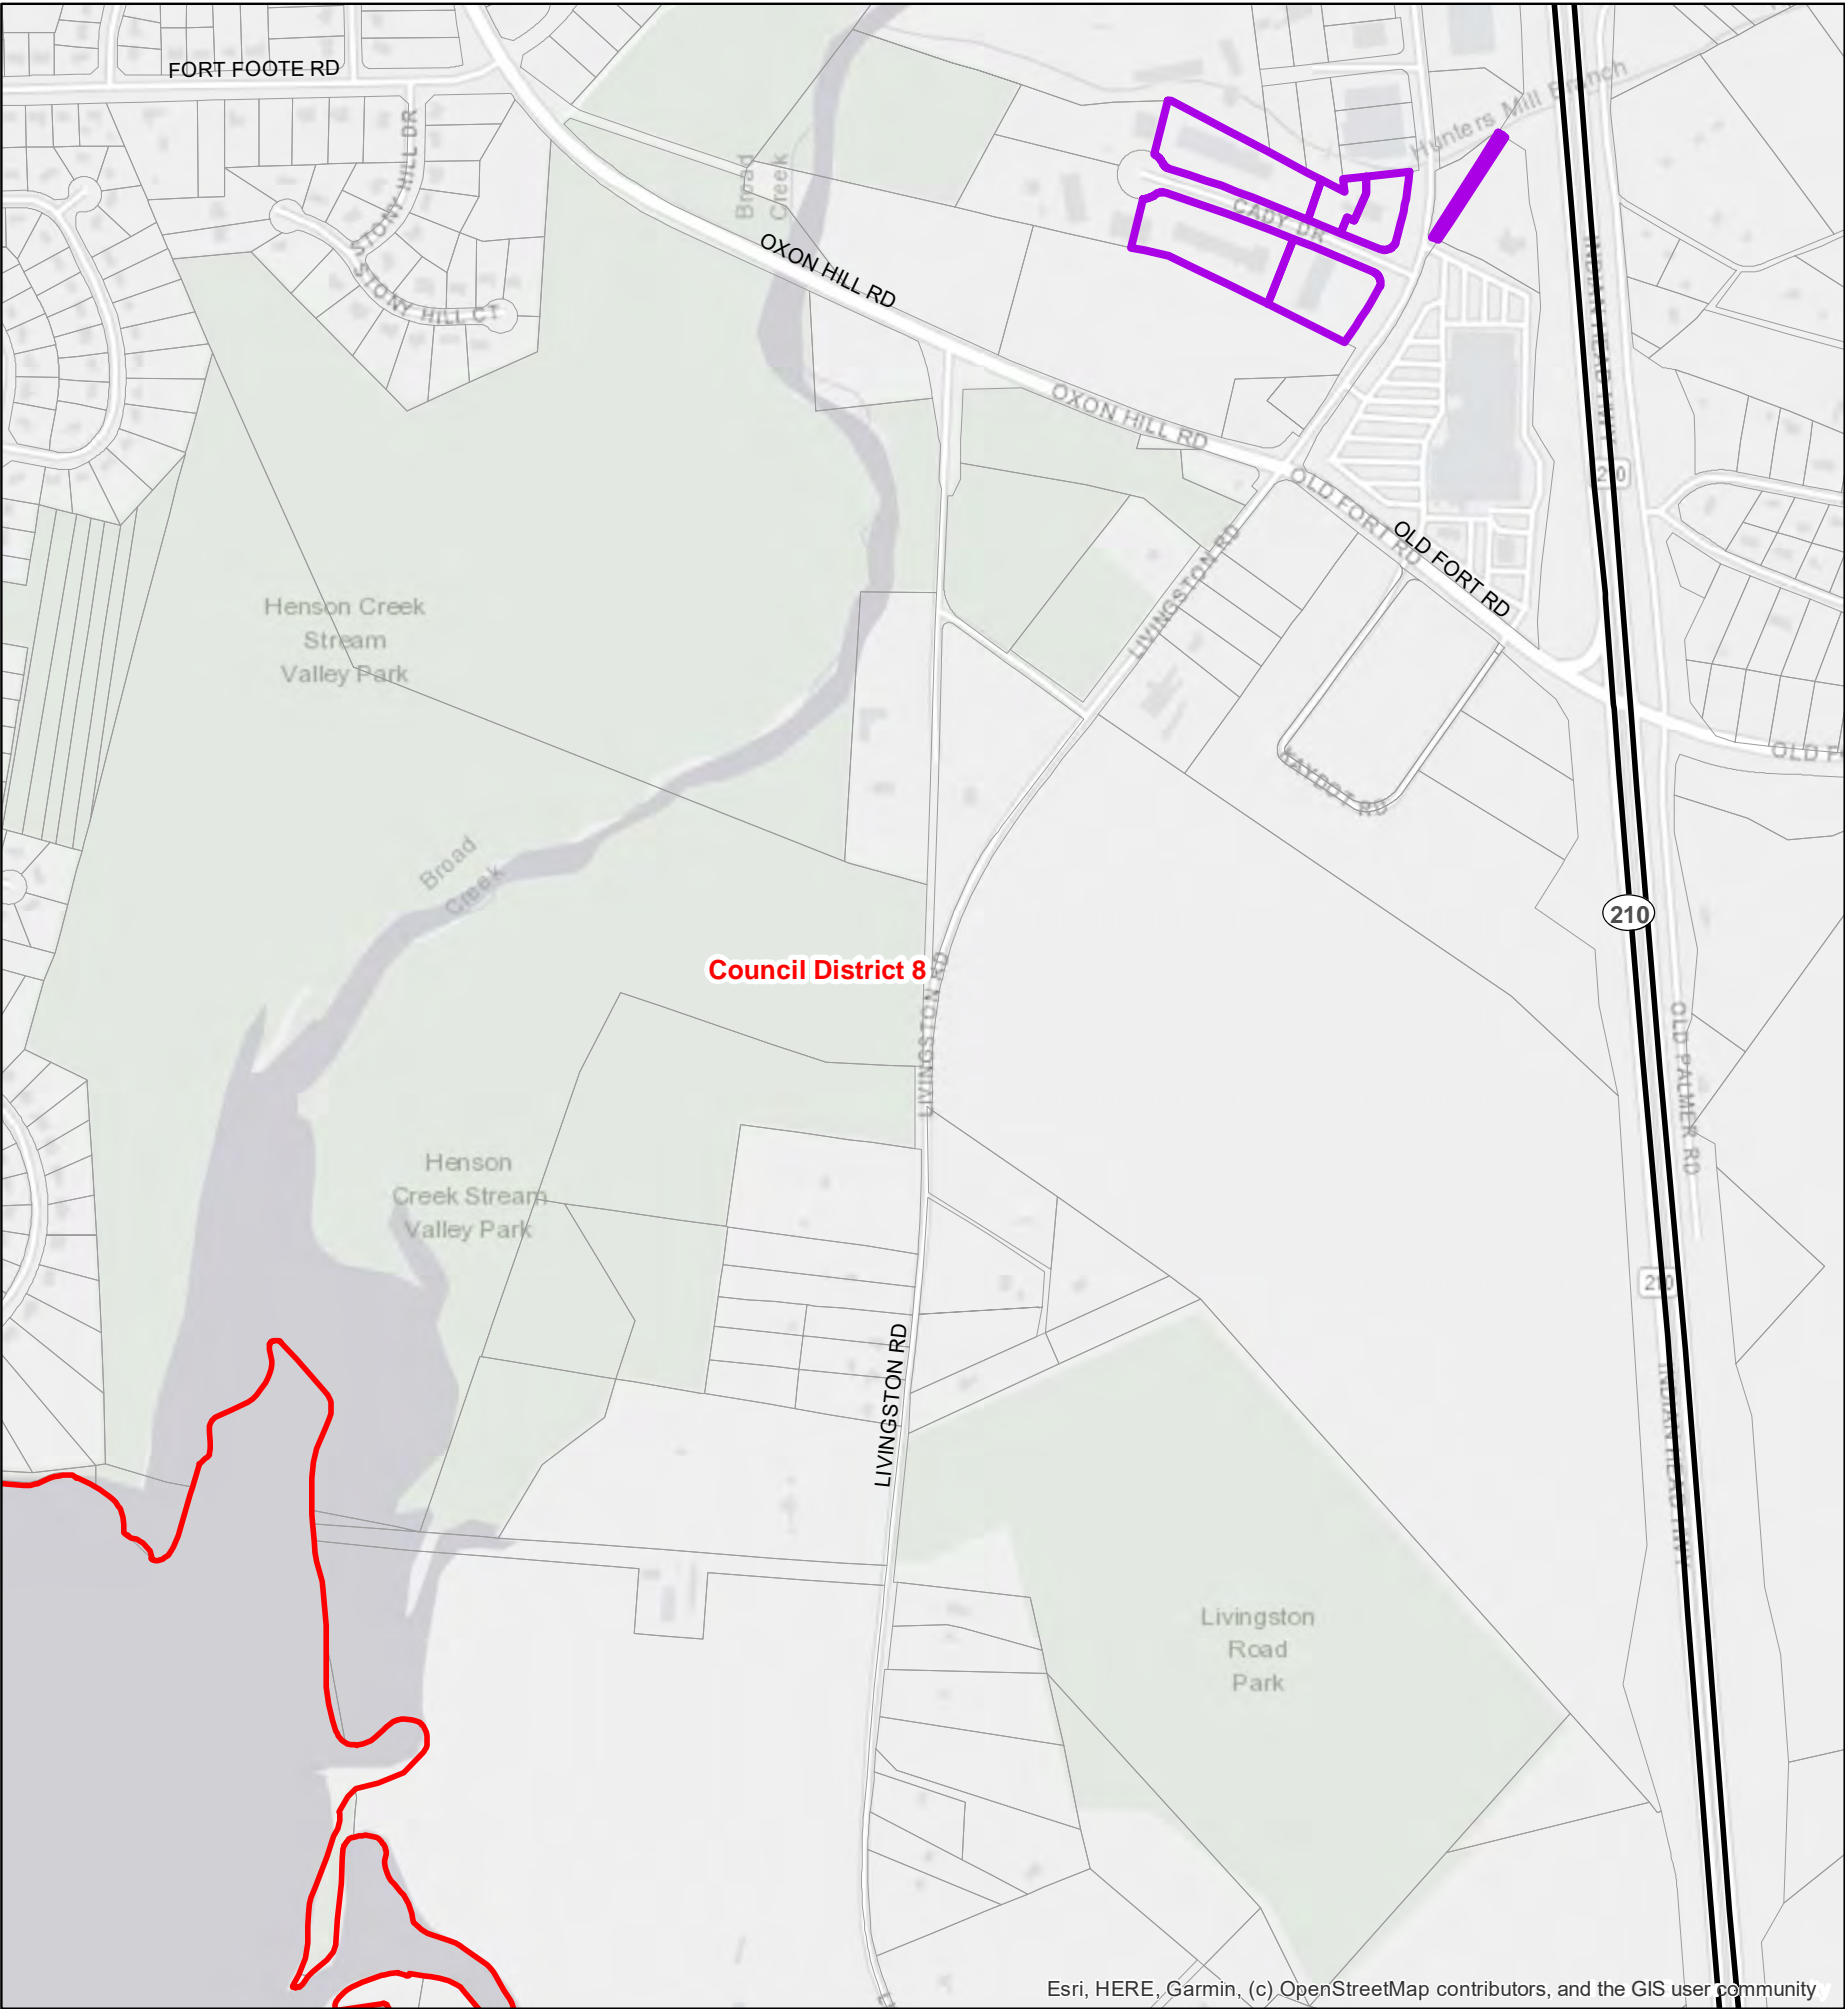 FORT FOOTE RD
STONY HILL DR
STONY HILL CT
Broad
Creek
OXON HILL RD
CADY DR
Hunters Mill Branch
INDIAN HEAD HWY
OXON HILL RD
210
OLD FORT RD
OLD FORT RD
LIVINGSTON RD
Henson Creek
Stream
Valley Park
KAYDOT RD
OLD F
Broad
Creek
210
Council District 8
LIVINGSTON RD
OLD PALMER RD
Henson
Creek Stream
Valley Park
210
LIVINGSTON RD
INDIAN HEAD HWY
Livingston
Road
Park
LI
Esri, HERE, Garmin, (c) OpenStreetMap contributors, and the GIS user community